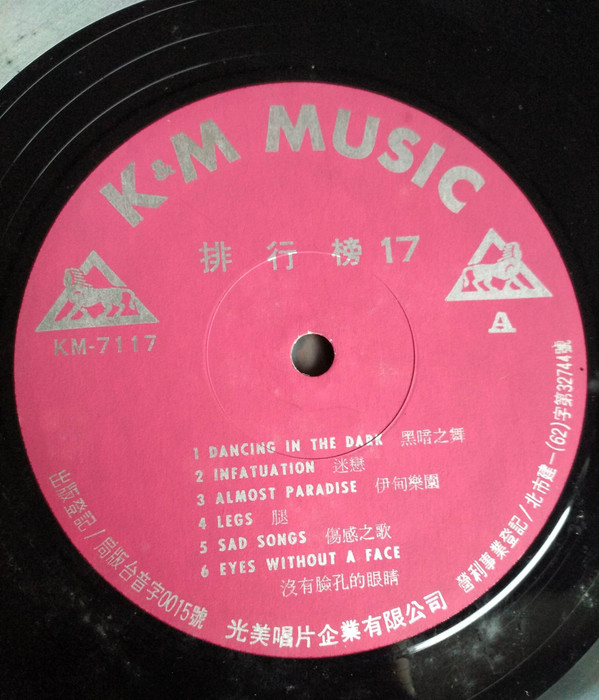 K&M MUSIC
排行榜 17
KM-7117
A
1 DANCING IN THE DARK 黑暗之舞
2 INFATUATION 迷戀
3 ALMOST PARADISE 伊甸樂園
4 LEGS 腿
5 SAD SONGS 傷感之歌
6 EYES WITHOUT A FACE
沒有臉孔的眼睛
出版登記/局版台音字0015號
光美唱片企業有限公司
營利事業登記/北市建一(62)字第32744號